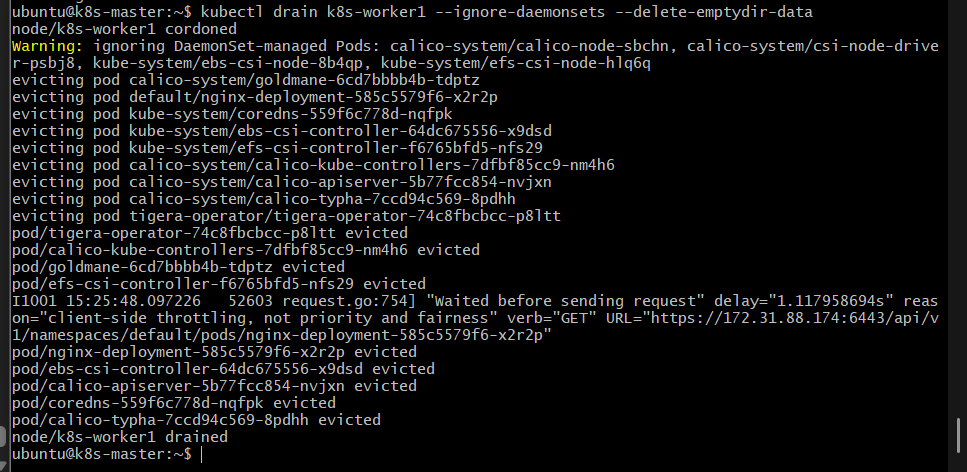 ubuntu@k8s-master:~$ kubectl drain k8s-worker1 --ignore-daemonsets --delete-emptydir-data
node/k8s-worker1 cordoned
Warning: ignoring DaemonSet-managed Pods: calico-system/calico-node-sbchn, calico-system/csi-node-drive
r-psbj8, kube-system/ebs-csi-node-8b4qp, kube-system/efs-csi-node-hlq6q
evicting pod calico-system/goldmane-6cd7bbbb4b-tdptz
evicting pod default/nginx-deployment-585c5579f6-x2r2p
evicting pod kube-system/coredns-559f6c778d-nqfpk
evicting pod kube-system/ebs-csi-controller-64dc675556-x9dsd
evicting pod kube-system/efs-csi-controller-f6765bfd5-nfs29
evicting pod calico-system/calico-kube-controllers-7dfbf85cc9-nm4h6
evicting pod calico-system/calico-apiserver-5b77fcc854-nvjxn
evicting pod calico-system/calico-typha-7ccd94c569-8pdhh
evicting pod tigera-operator/tigera-operator-74c8fbcbcc-p8ltt
pod/tigera-operator-74c8fbcbcc-p8ltt evicted
pod/calico-kube-controllers-7dfbf85cc9-nm4h6 evicted
pod/goldmane-6cd7bbbb4b-tdptz evicted
pod/efs-csi-controller-f6765bfd5-nfs29 evicted
I1001 15:25:48.097226   52603 request.go:754] "Waited before sending request" delay="1.117958694s" reas
on="client-side throttling, not priority and fairness" verb="GET" URL="https://172.31.88.174:6443/api/v
1/namespaces/default/pods/nginx-deployment-585c5579f6-x2r2p"
pod/nginx-deployment-585c5579f6-x2r2p evicted
pod/ebs-csi-controller-64dc675556-x9dsd evicted
pod/calico-apiserver-5b77fcc854-nvjxn evicted
pod/coredns-559f6c778d-nqfpk evicted
pod/calico-typha-7ccd94c569-8pdhh evicted
node/k8s-worker1 drained
ubuntu@k8s-master:~$